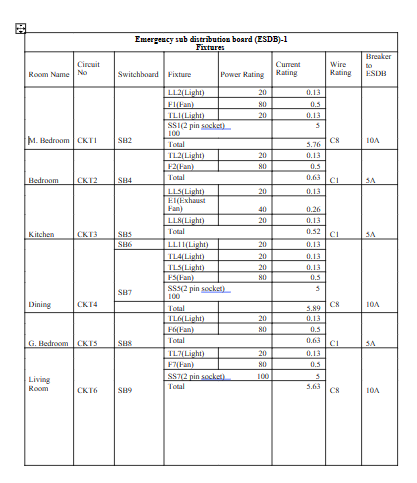 Emergency sub distribution board (ESDB)-1
Fixtures
Room Name Circuit No Switchboard Fixture Power Rating Current Rating Wire Rating Breaker to ESDB
LL2(Light) 20 0.13
F1(Fan) 80 0.5
TL1(Light) 20 0.13
SS1(2 pin socket) 5
100
M. Bedroom CKT1 SB2 Total 5.76 C8 10A
TL2(Light) 20 0.13
F2(Fan) 80 0.5
Bedroom CKT2 SB4 Total 0.63 C1 5A
LL5(Light) 20 0.13
E1(Exhaust
Fan) 40 0.26
LL8(Light) 20 0.13
Kitchen CKT3 SB5 Total 0.52 C1 5A
SB6 LL11(Light) 20 0.13
TL4(Light) 20 0.13
TL5(Light) 20 0.13
F5(Fan) 80 0.5
SB7 SS5(2 pin socket) 5
100
Dining CKT4 Total 5.89 C8 10A
TL6(Light) 20 0.13
F6(Fan) 80 0.5
G. Bedroom CKT5 SB8 Total 0.63 C1 5A
TL7(Light) 20 0.13
F7(Fan) 80 0.5
SS7(2 pin socket) 100 5
Living Room CKT6 SB9 Total 5.63 C8 10A